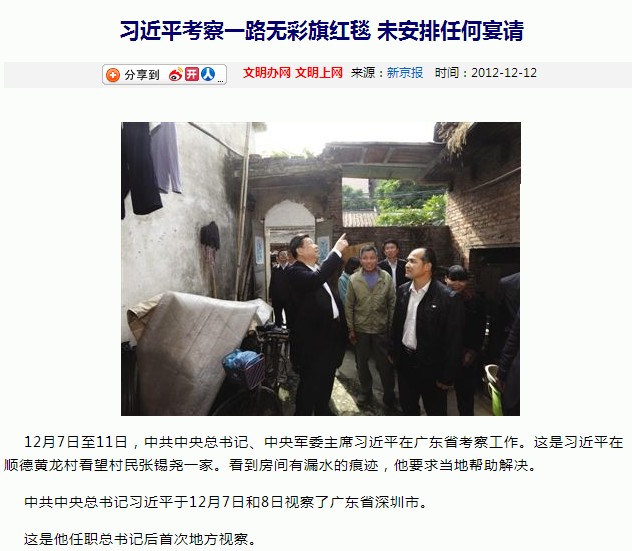 习近平考察一路无彩旗红毯 未安排任何宴请
分享到 开 人 ... 文明办网 文明上网 来源：新京报 时间：2012-12-12
12月7日至11日，中共中央总书记、中央军委主席习近平在广东省考察工作。这是习近平在
顺德黄龙村看望村民张锡尧一家。看到房间有漏水的痕迹，他要求当地帮助解决。
中共中央总书记习近平于12月7日和8日视察了广东省深圳市。
这是他任职总书记后首次地方视察。